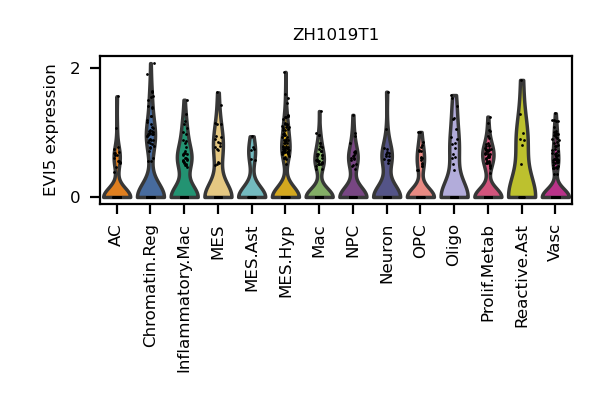 ZH1019T1
EVI5 expression
2
0
AC
Chromatin.Reg
Inflammatory.Mac
MES
MES.Ast
MES.Hyp
Mac
NPC
Neuron
OPC
Oligo
Prolif.Metab
Reactive.Ast
Vasc